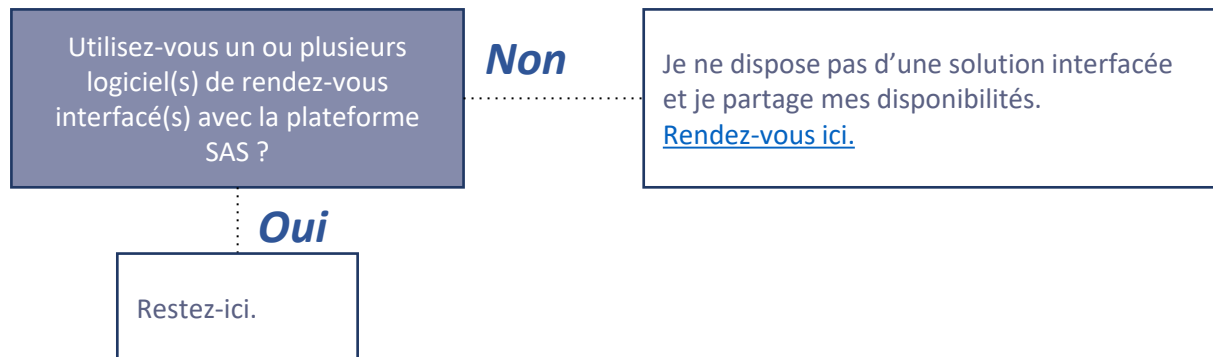 Utilisez-vous un ou plusieurs
logiciel(s) de rendez-vous
interfacé(s) avec la plateforme
SAS ?
Non
Je ne dispose pas d’une solution interfacée
et je partage mes disponibilités.
Rendez-vous ici.
Oui
Restez-ici.